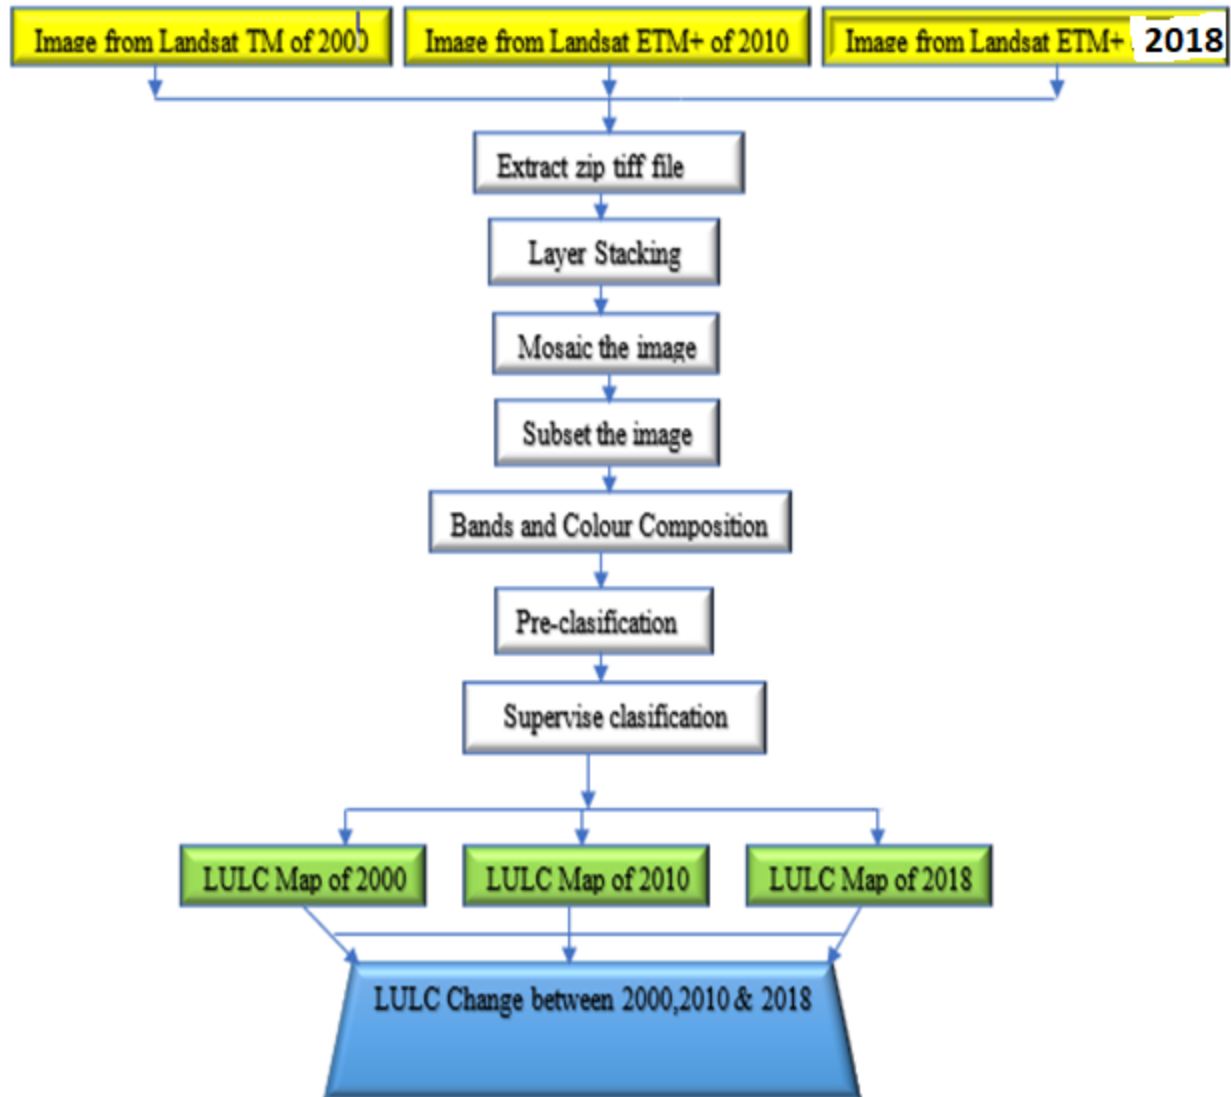 Image from Landsat TM of 2000
Image from Landsat ETM+ of 2010
Image from Landsat ETM+ 2018
Extract zip tiff file
Layer Stacking
Mosaic the image
Subset the image
Bands and Colour Composition
Pre-clasification
Supervise clasification
LULC Map of 2000
LULC Map of 2010
LULC Map of 2018
LULC Change between 2000,2010 & 2018